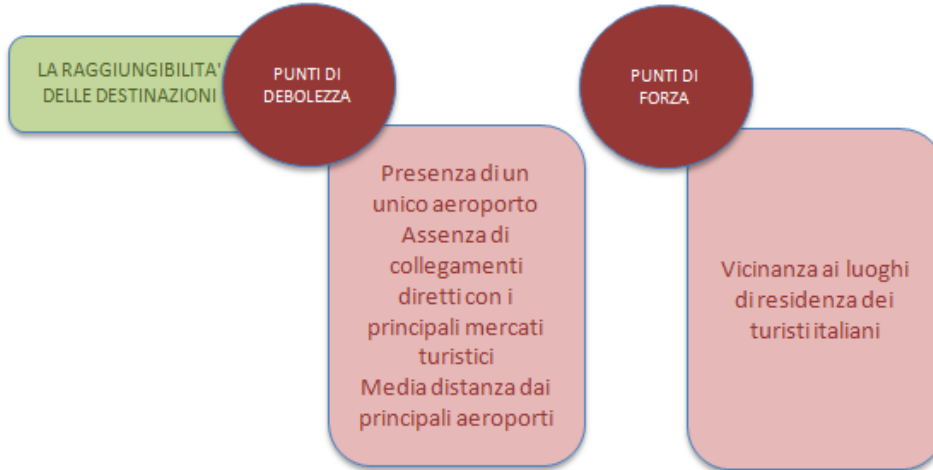 LA RAGGIUNGIBILITA'
DELLE DESTINAZIONI
PUNTI DI
DEBOLEZZA
Presenza di un
unico aeroporto
Assenza di
collegamenti
diretti con i
principali mercati
turistici
Media distanza dai
principali aeroporti
PUNTI DI
FORZA
Vicinanza ai luoghi
di residenza dei
turisti italiani